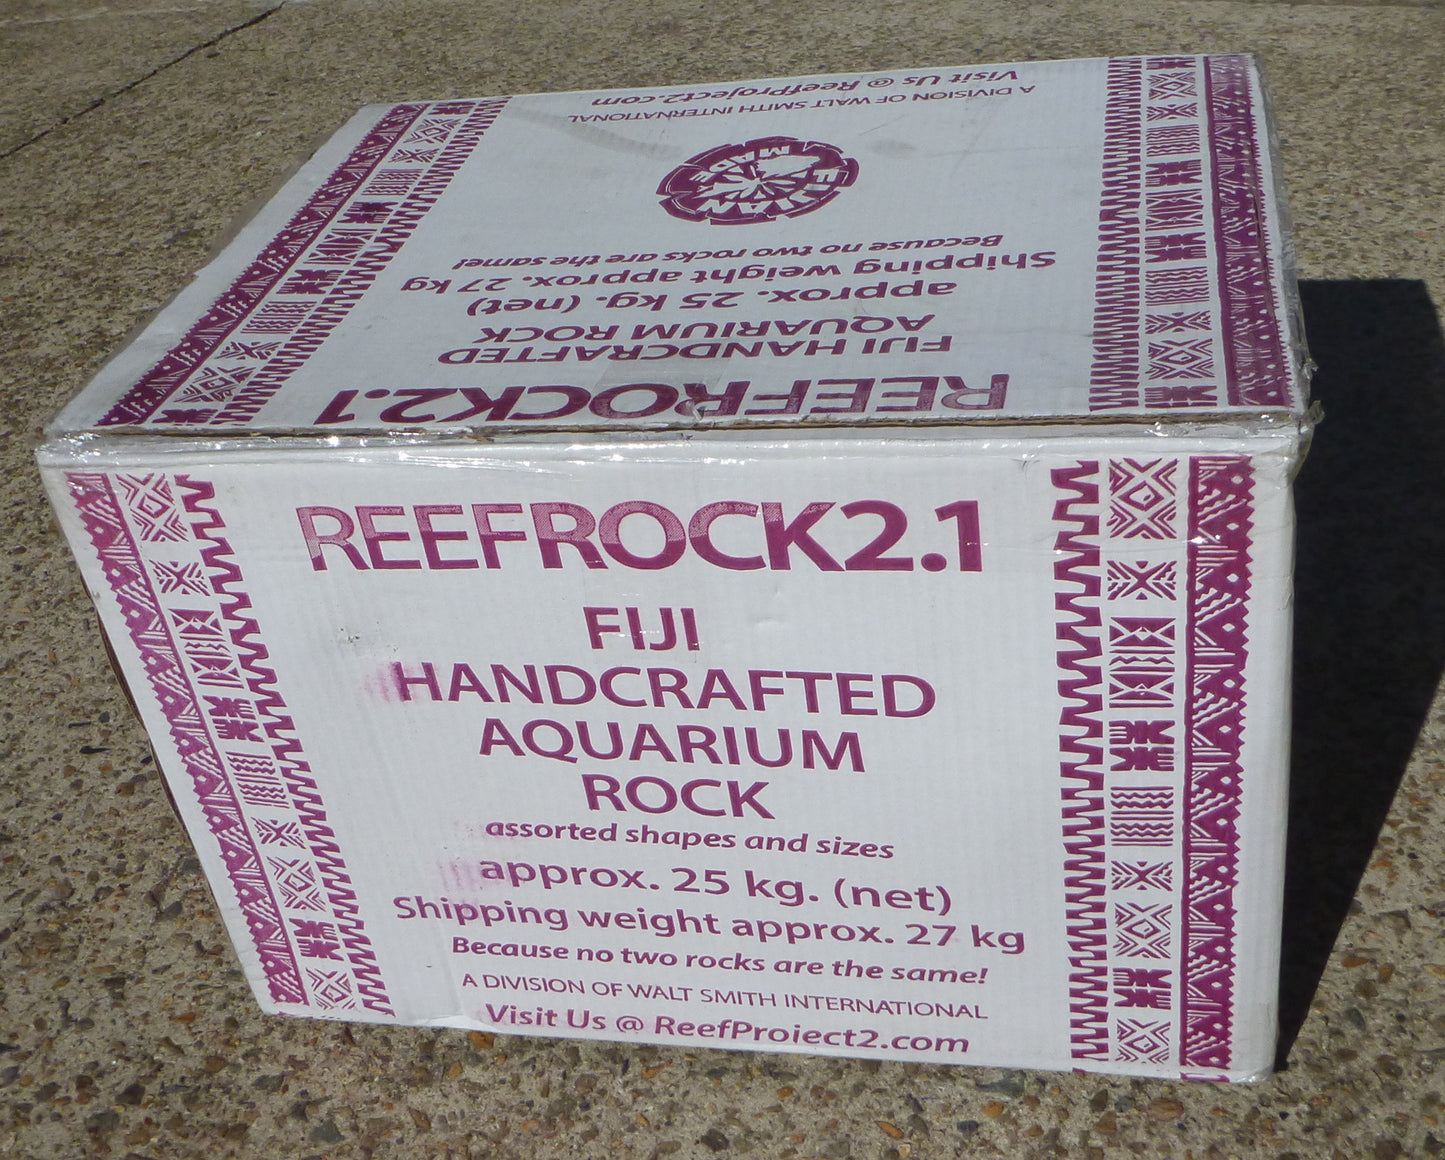 Visit Us @ ReefProject2.com
A DIVISION OF WALT SMITH INTERNATIONAL
FIJIAN MADE
Because no two rocks are the same!
Shipping weight approx. 27 kg
approx. 25 kg. (net)
AQUARIUM ROCK
FIJI HANDCRAFTED
REEFROCK2.1
REEFROCK2.1
FIJI
HANDCRAFTED
AQUARIUM
ROCK
assorted shapes and sizes
approx. 25 kg. (net)
Shipping weight approx. 27 kg
Because no two rocks are the same!
A DIVISION OF WALT SMITH INTERNATIONAL
Visit Us @ ReefProject2.com